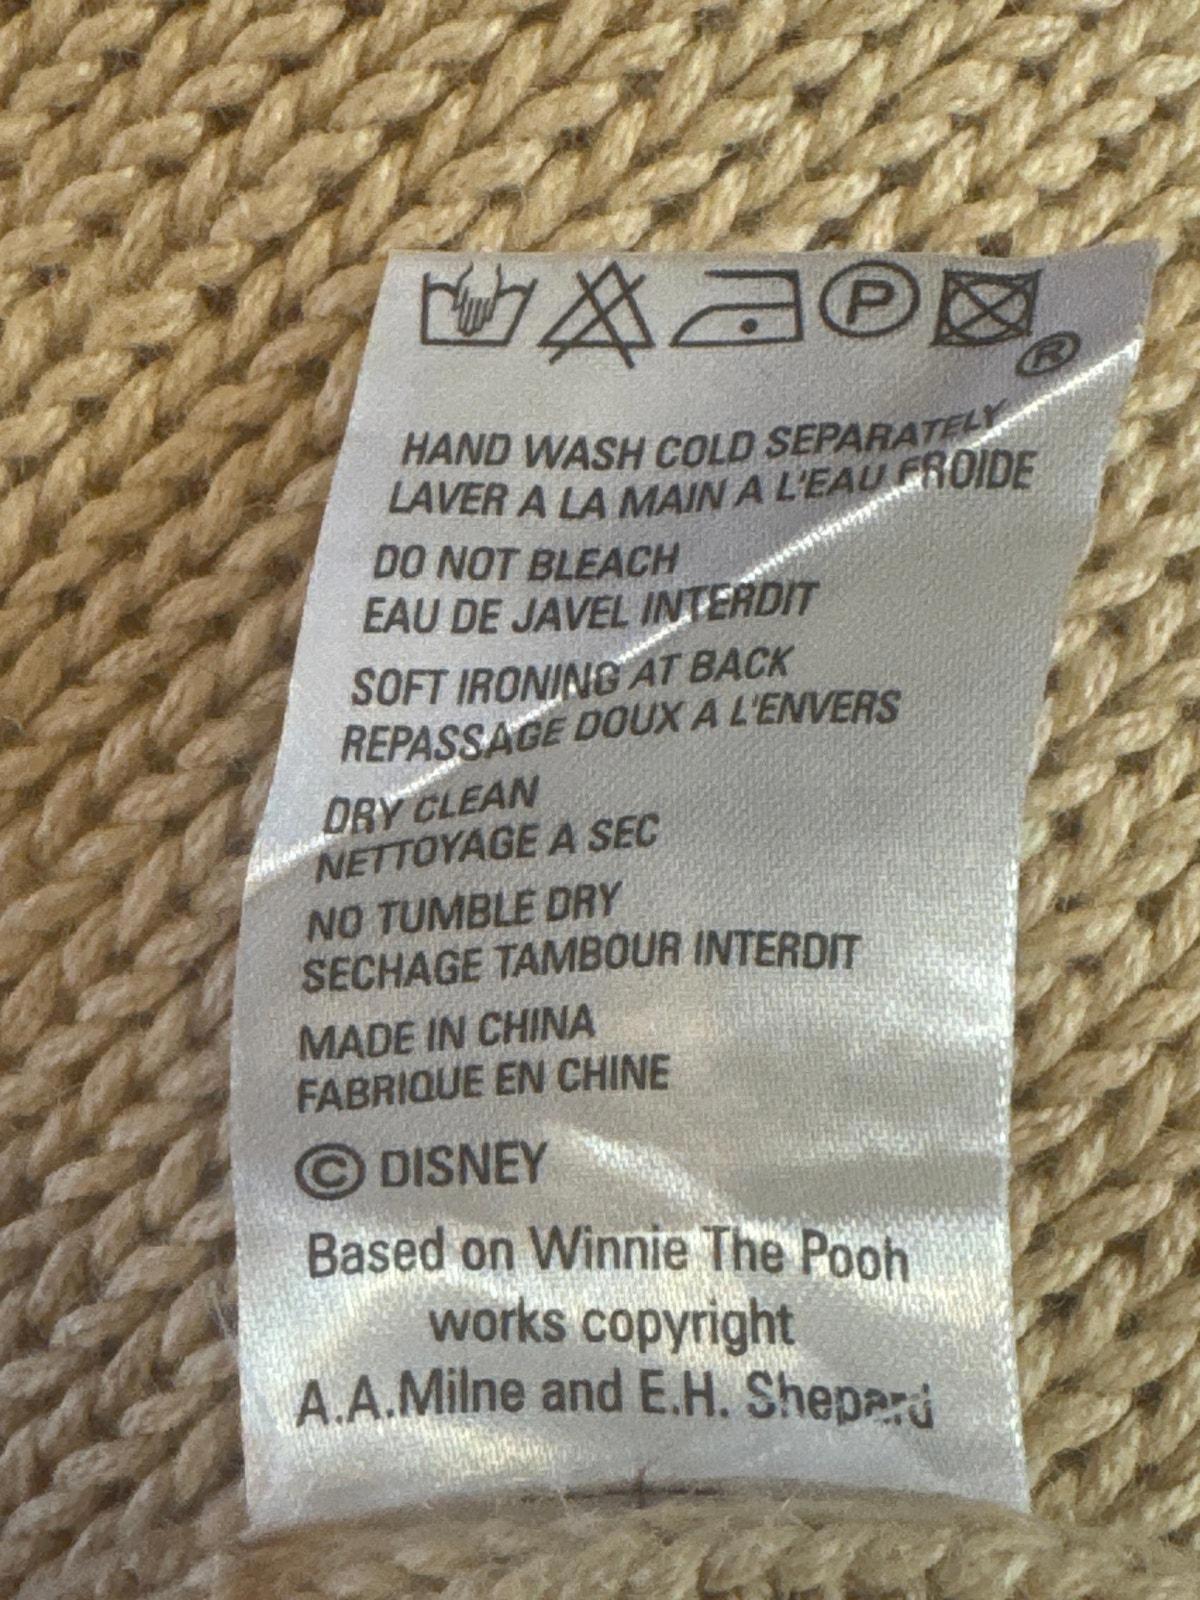 P
®
HAND WASH COLD SEPARATELY
LAVER A LA MAIN A L'EAU FROIDE
DO NOT BLEACH
EAU DE JAVEL INTERDIT
SOFT IRONING AT BACK
REPASSAGE DOUX A L'ENVERS
DRY CLEAN
NETTOYAGE A SEC
NO TUMBLE DRY
SECHAGE TAMBOUR INTERDIT
MADE IN CHINA
FABRIQUE EN CHINE
© DISNEY
Based on Winnie The Pooh
works copyright
A.A.Milne and E.H. Shepard